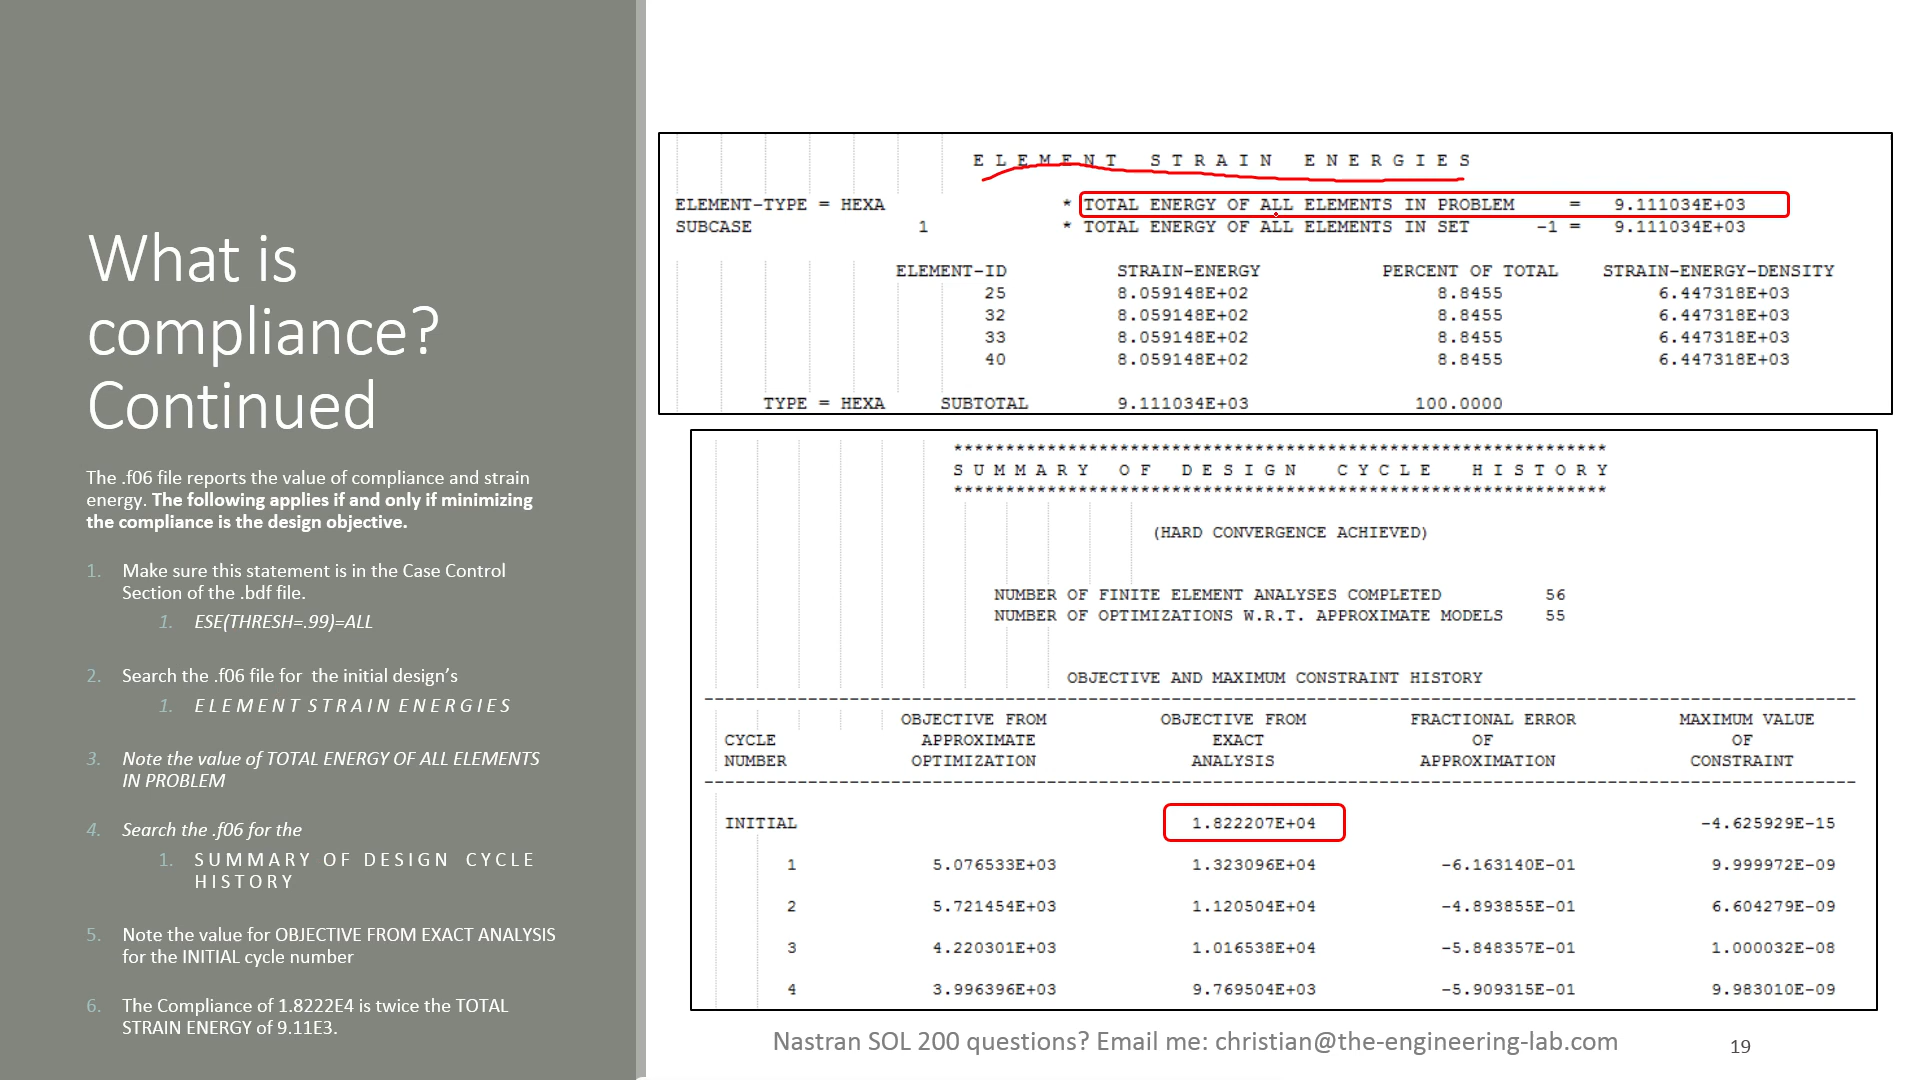 What is
compliance?
Continued
The .f06 file reports the value of compliance and strain
energy. The following applies if and only if minimizing
the compliance is the design objective.
1. Make sure this statement is in the Case Control
Section of the .bdf file.
1. ESE(THRESH=.99)=ALL
2. Search the .f06 file for the initial design’s
1. E L E M E N T S T R A I N E N E R G I E S
3. Note the value of TOTAL ENERGY OF ALL ELEMENTS
IN PROBLEM
4. Search the .f06 for the
1. S U M M A R Y O F D E S I G N C Y C L E
H I S T O R Y
5. Note the value for OBJECTIVE FROM EXACT ANALYSIS
for the INITIAL cycle number
6. The Compliance of 1.8222E4 is twice the TOTAL
STRAIN ENERGY of 9.11E3.
E L E M E N T S T R A I N E N E R G I E S
ELEMENT-TYPE = HEXA * TOTAL ENERGY OF ALL ELEMENTS IN PROBLEM = 9.111034E+03
SUBCASE 1 * TOTAL ENERGY OF ALL ELEMENTS IN SET -1 = 9.111034E+03
ELEMENT-ID STRAIN-ENERGY PERCENT OF TOTAL STRAIN-ENERGY-DENSITY
25 8.059148E+02 8.8455 6.447318E+03
32 8.059148E+02 8.8455 6.447318E+03
33 8.059148E+02 8.8455 6.447318E+03
40 8.059148E+02 8.8455 6.447318E+03
TYPE = HEXA SUBTOTAL 9.111034E+03 100.0000
***************************************************************
S U M M A R Y O F D E S I G N C Y C L E H I S T O R Y
***************************************************************
(HARD CONVERGENCE ACHIEVED)
NUMBER OF FINITE ELEMENT ANALYSES COMPLETED 56
NUMBER OF OPTIMIZATIONS W.R.T. APPROXIMATE MODELS 55
OBJECTIVE AND MAXIMUM CONSTRAINT HISTORY
---------------------------------------------------------------------------------------------------------------
OBJECTIVE FROM OBJECTIVE FROM FRACTIONAL ERROR MAXIMUM VALUE
CYCLE APPROXIMATE EXACT OF OF
NUMBER OPTIMIZATION ANALYSIS APPROXIMATION CONSTRAINT
---------------------------------------------------------------------------------------------------------------
INITIAL 1.822207E+04 -4.625929E-15
1 5.076533E+03 1.323096E+04 -6.163140E-01 9.999972E-09
2 5.721454E+03 1.120504E+04 -4.893855E-01 6.604279E-09
3 4.220301E+03 1.016538E+04 -5.848357E-01 1.000032E-08
4 3.996396E+03 9.769504E+03 -5.909315E-01 9.983010E-09
Nastran SOL 200 questions? Email me: christian@the-engineering-lab.com
19